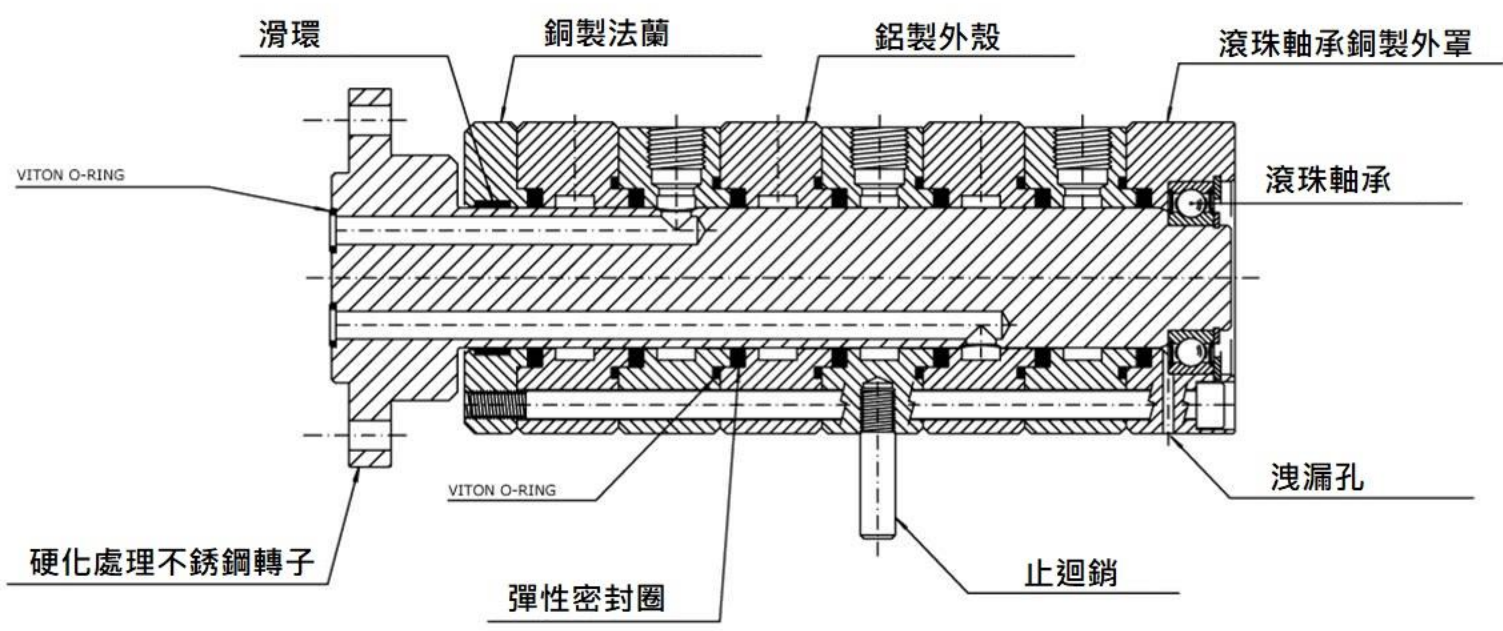 滑環
銅製法蘭
鋁製外殼
滾珠軸承銅製外罩
VITON O-RING
滾珠軸承
VITON O-RING
洩漏孔
硬化處理不銹鋼轉子
止迴銷
彈性密封圈